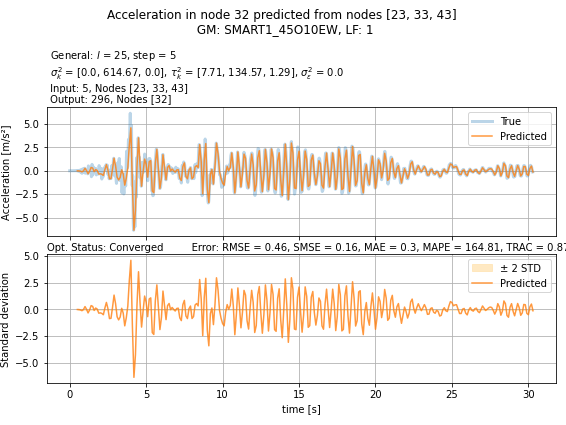 Acceleration in node 32 predicted from nodes [23, 33, 43]
GM: SMART1_45O10EW, LF: 1
General: l = 25, step = 5
σ²ₖ = [0.0, 614.67, 0.0], τ²ₖ = [7.71, 134.57, 1.29], σ²ε = 0.0
Input: 5, Nodes [23, 33, 43]
Output: 296, Nodes [32]
Acceleration [m/s²]
5.0
2.5
0.0
−2.5
−5.0
True
Predicted
Opt. Status: Converged Error: RMSE = 0.46, SMSE = 0.16, MAE = 0.3, MAPE = 164.81, TRAC = 0.87
Standard deviation
5.0
2.5
0.0
−2.5
−5.0
± 2 STD
Predicted
0 5 10 15 20 25 30
time [s]